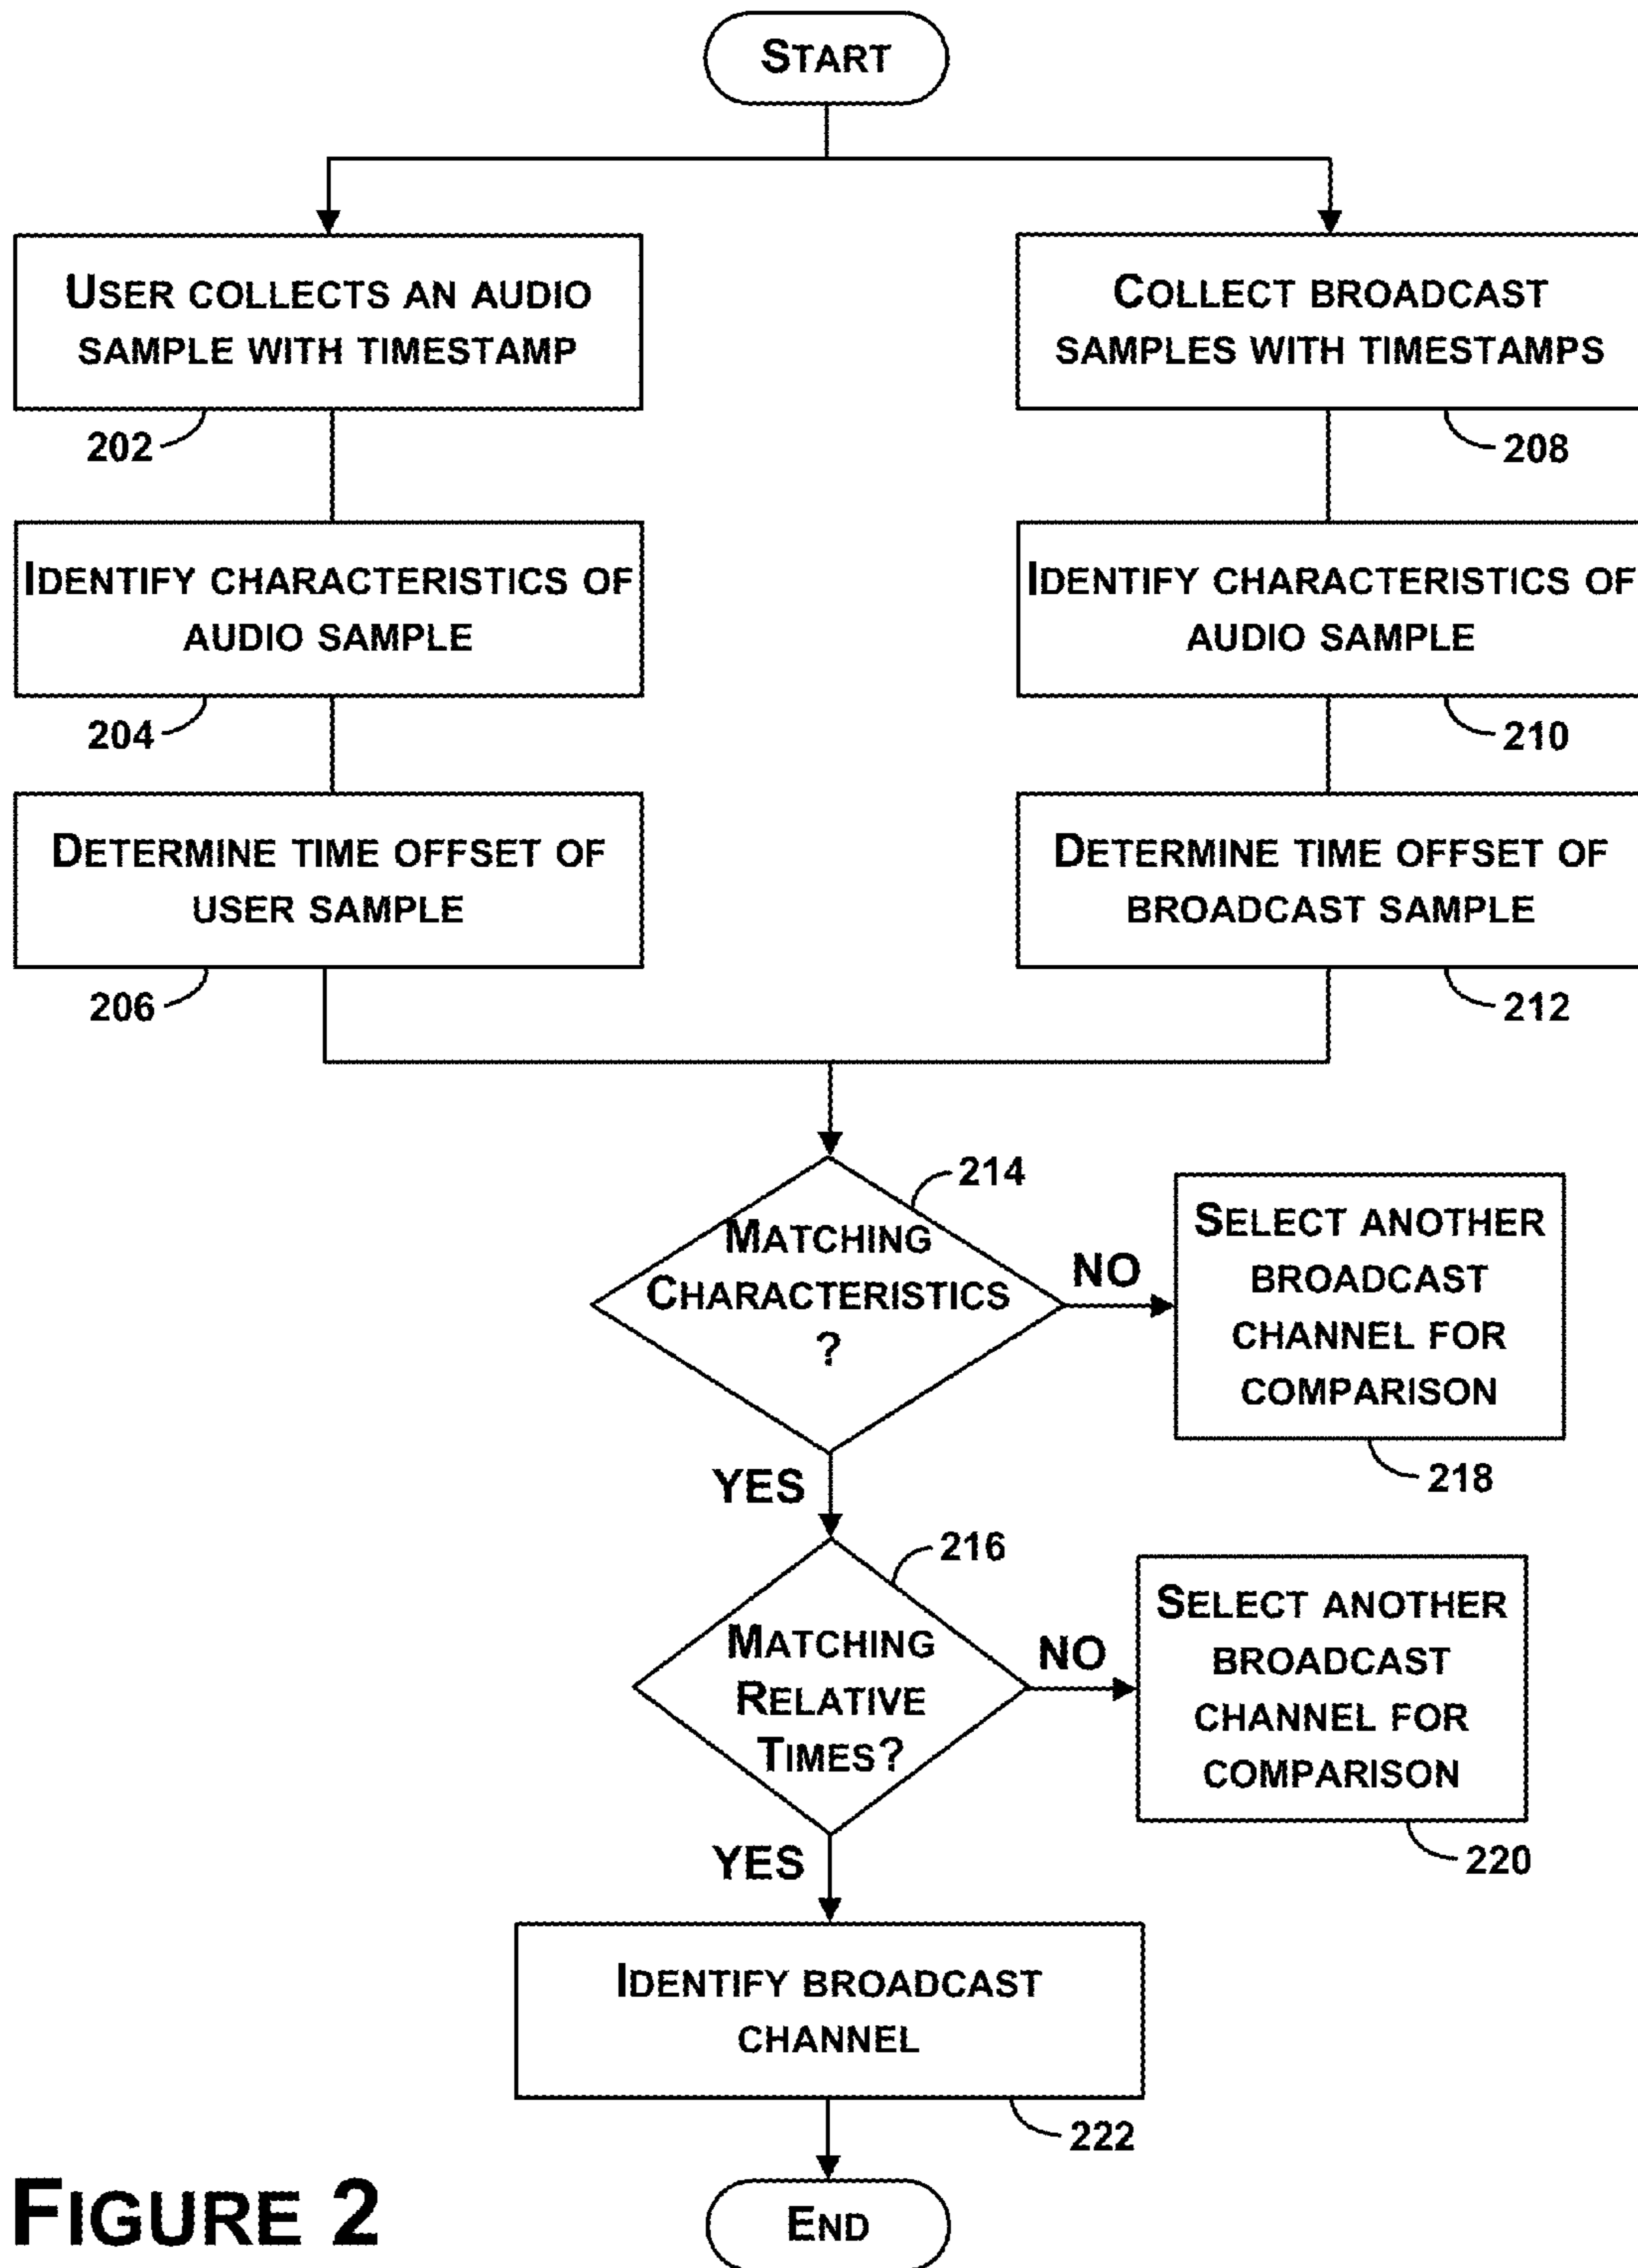 START
USER COLLECTS AN AUDIO
SAMPLE WITH TIMESTAMP
202
IDENTIFY CHARACTERISTICS OF
AUDIO SAMPLE
204
DETERMINE TIME OFFSET OF
USER SAMPLE
206
COLLECT BROADCAST
SAMPLES WITH TIMESTAMPS
208
IDENTIFY CHARACTERISTICS OF
AUDIO SAMPLE
210
DETERMINE TIME OFFSET OF
BROADCAST SAMPLE
212
214
MATCHING
CHARACTERISTICS
?
NO
SELECT ANOTHER
BROADCAST
CHANNEL FOR
COMPARISON
218
YES
216
MATCHING
RELATIVE
TIMES?
NO
SELECT ANOTHER
BROADCAST
CHANNEL FOR
COMPARISON
220
YES
IDENTIFY BROADCAST
CHANNEL
222
END
FIGURE 2